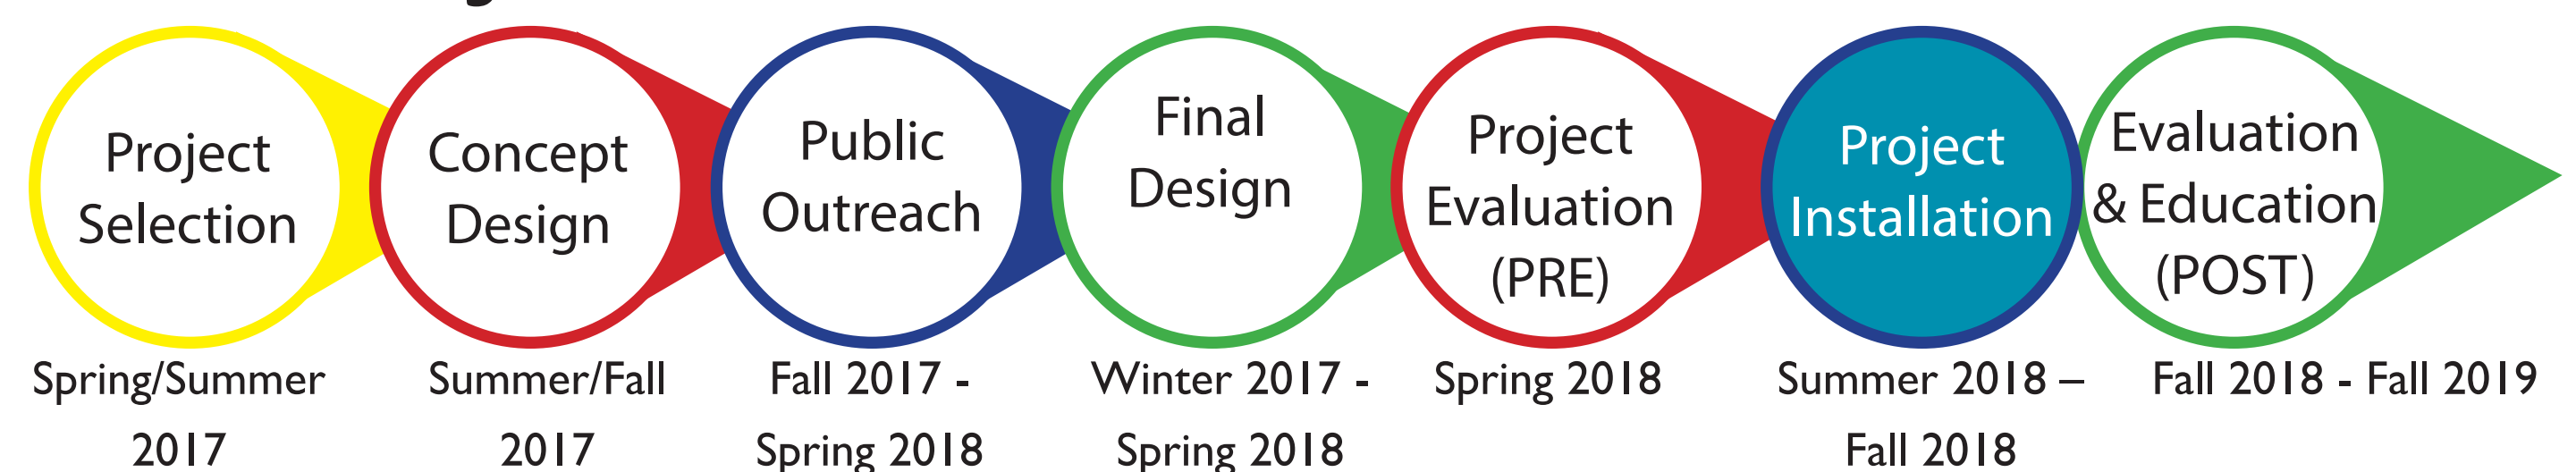 Project
Selection
Spring/Summer
2017
Concept
Design
Summer/Fall
2017
Public
Outreach
Fall 2017 -
Spring 2018
Final
Design
Winter 2017 -
Spring 2018
Project
Evaluation
(PRE)
Spring 2018
Project
Installation
Summer 2018 –
Fall 2018
Evaluation
& Education
(POST)
Fall 2018 - Fall 2019